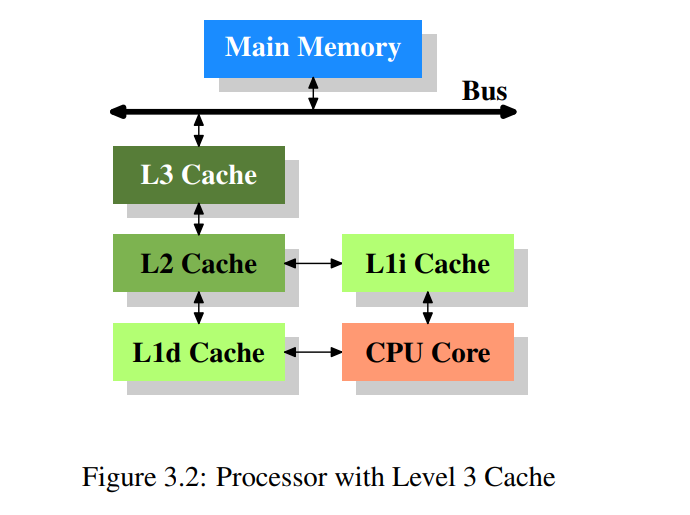 Main Memory
Bus
L3 Cache
L2 Cache
L1i Cache
L1d Cache
CPU Core
Figure 3.2: Processor with Level 3 Cache